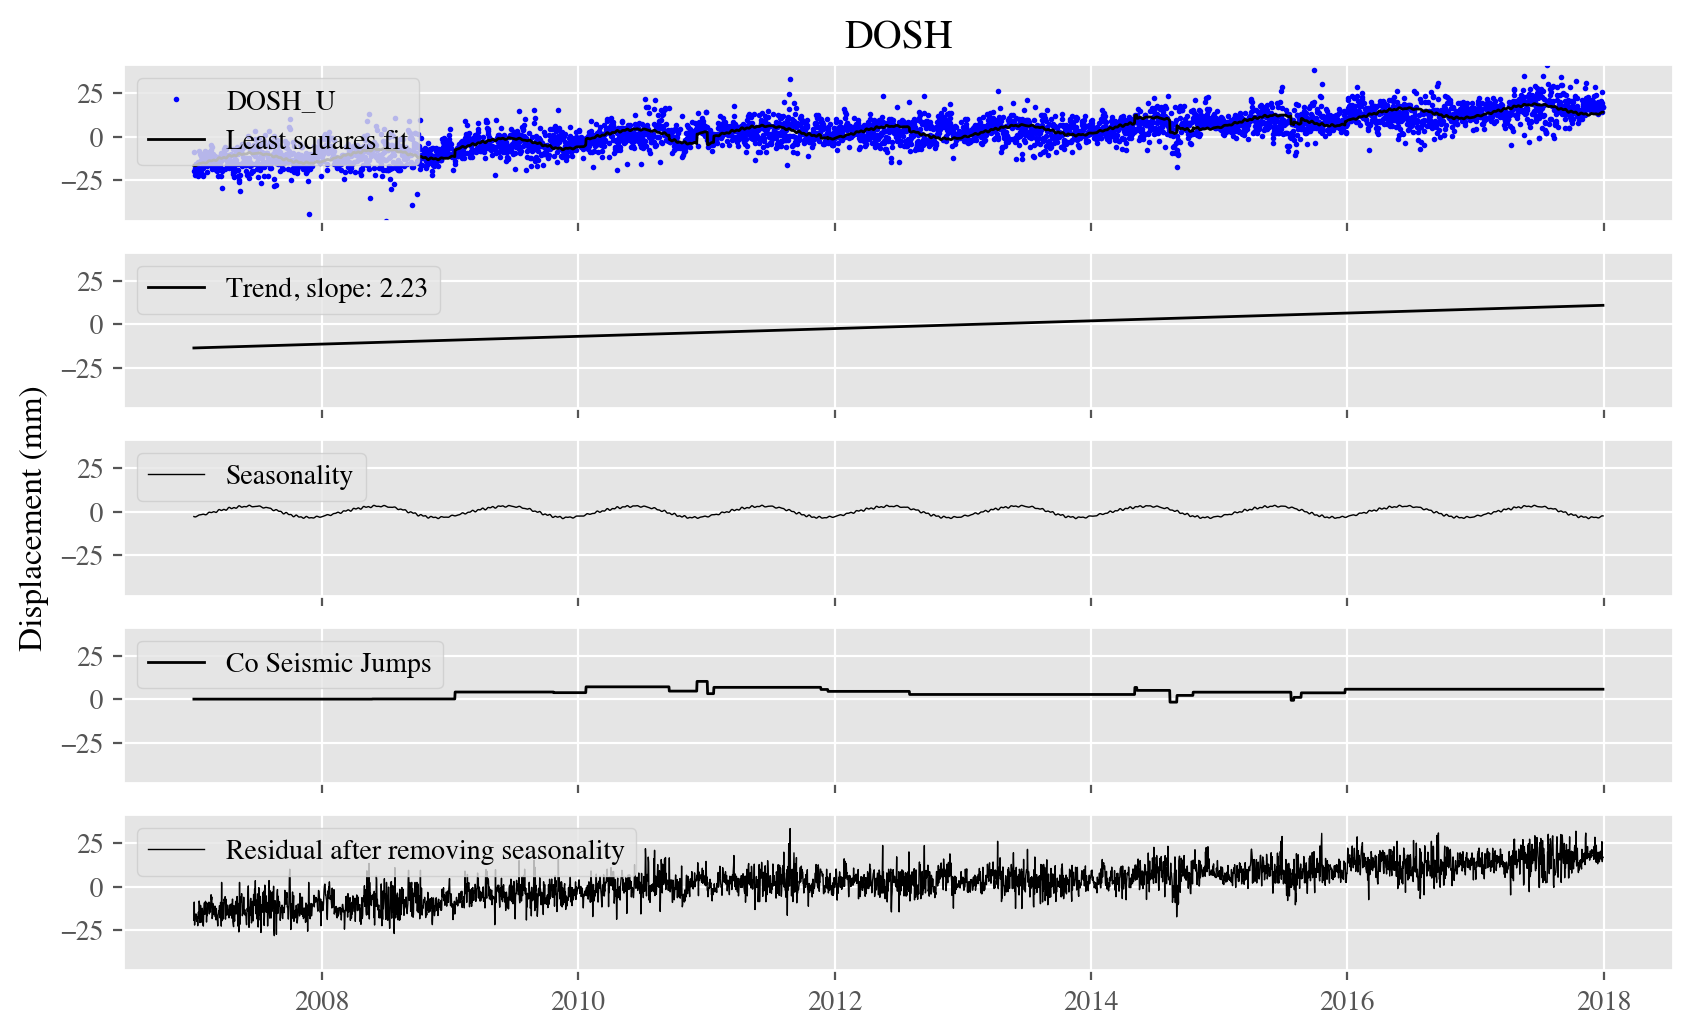 DOSH
25
0
−25
DOSH_U
Least squares fit
25
0
−25
Trend, slope: 2.23
25
0
−25
Seasonality
25
0
−25
Co Seismic Jumps
25
0
−25
Residual after removing seasonality
Displacement (mm)
2008 2010 2012 2014 2016 2018